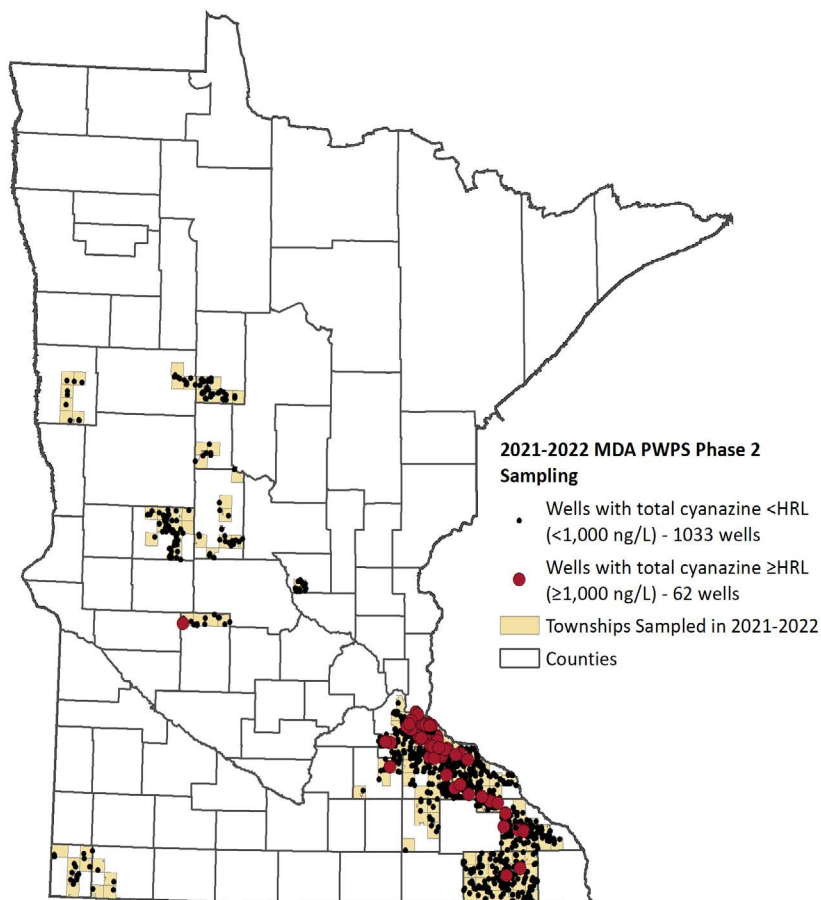 2021-2022 MDA PWPS Phase 2
Sampling
Wells with total cyanazine <HRL
(<1,000 ng/L) - 1033 wells
Wells with total cyanazine ≥HRL
(≥1,000 ng/L) - 62 wells
Townships Sampled in 2021-2022
Counties